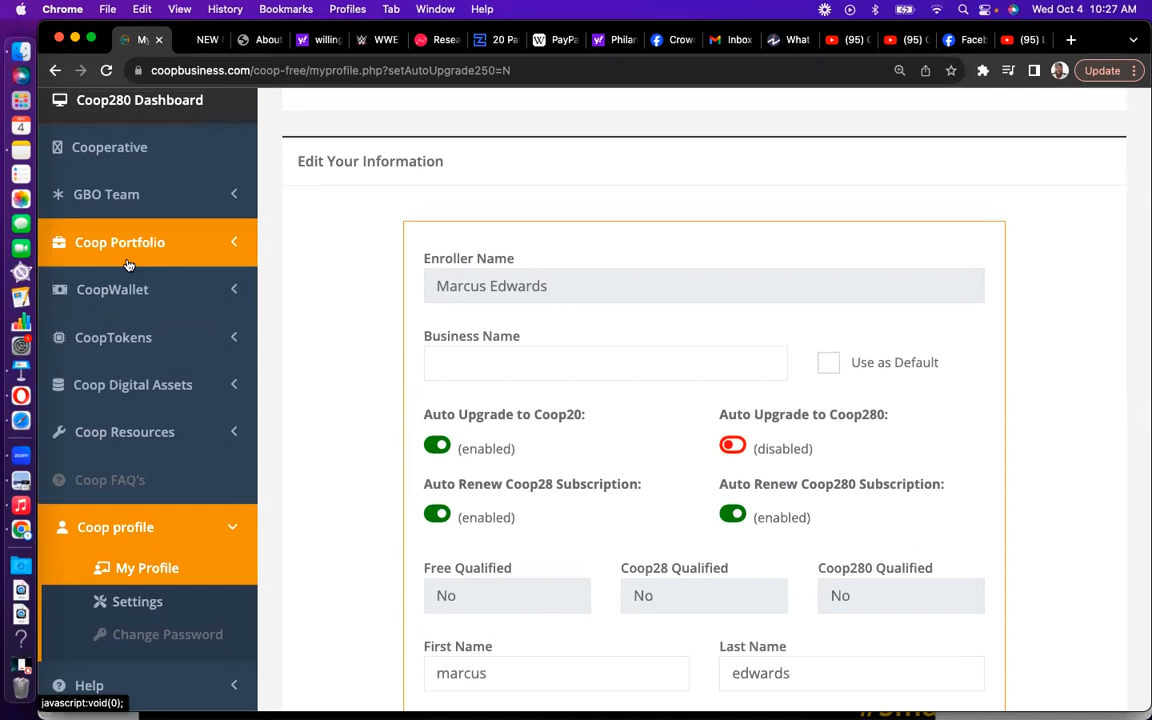 Chrome File Edit View History Bookmarks Profiles Tab Window Help Wed Oct 4 10:27 AM
My NEW Abou willing WWE Resea 20 Pa PayPa Philar Crow Inbox What (95) (95) Faceb (95) L
coopbusiness.com/coop-free/myprofile.php?setAutoUpgrade250=N Update
Coop280 Dashboard
Cooperative
GBO Team
Coop Portfolio
CoopWallet
CoopTokens
Coop Digital Assets
Coop Resources
Coop FAQ's
Coop profile
My Profile
Settings
Change Password
Help
javascript:void(0);
Edit Your Information
Enroller Name
Marcus Edwards
Business Name
Use as Default
Auto Upgrade to Coop20: Auto Upgrade to Coop280:
(enabled) (disabled)
Auto Renew Coop28 Subscription: Auto Renew Coop280 Subscription:
(enabled) (enabled)
Free Qualified Coop28 Qualified Coop280 Qualified
No No No
First Name Last Name
marcus edwards